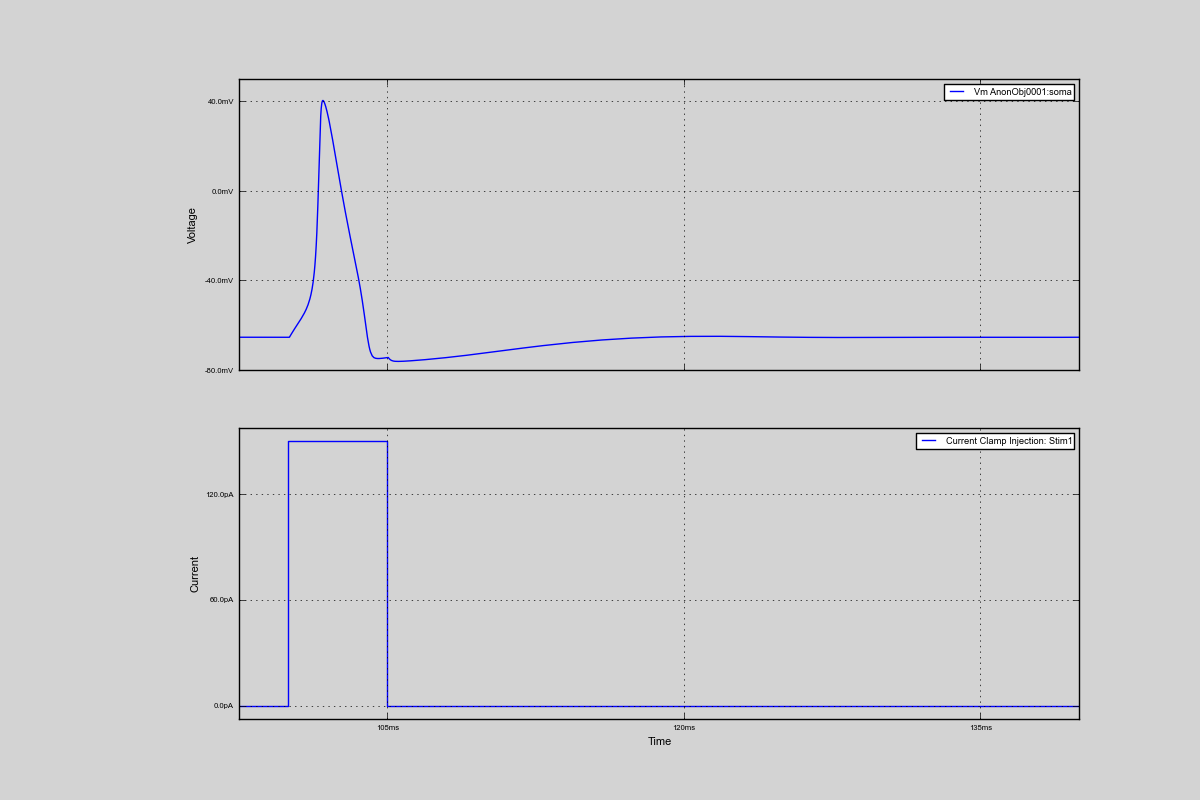 Vm AnonObj0001:soma
40.0mV
0.0mV
-40.0mV
-80.0mV
Voltage
Current Clamp Injection: Stim1
120.0pA
60.0pA
0.0pA
Current
105ms 120ms 135ms
Time